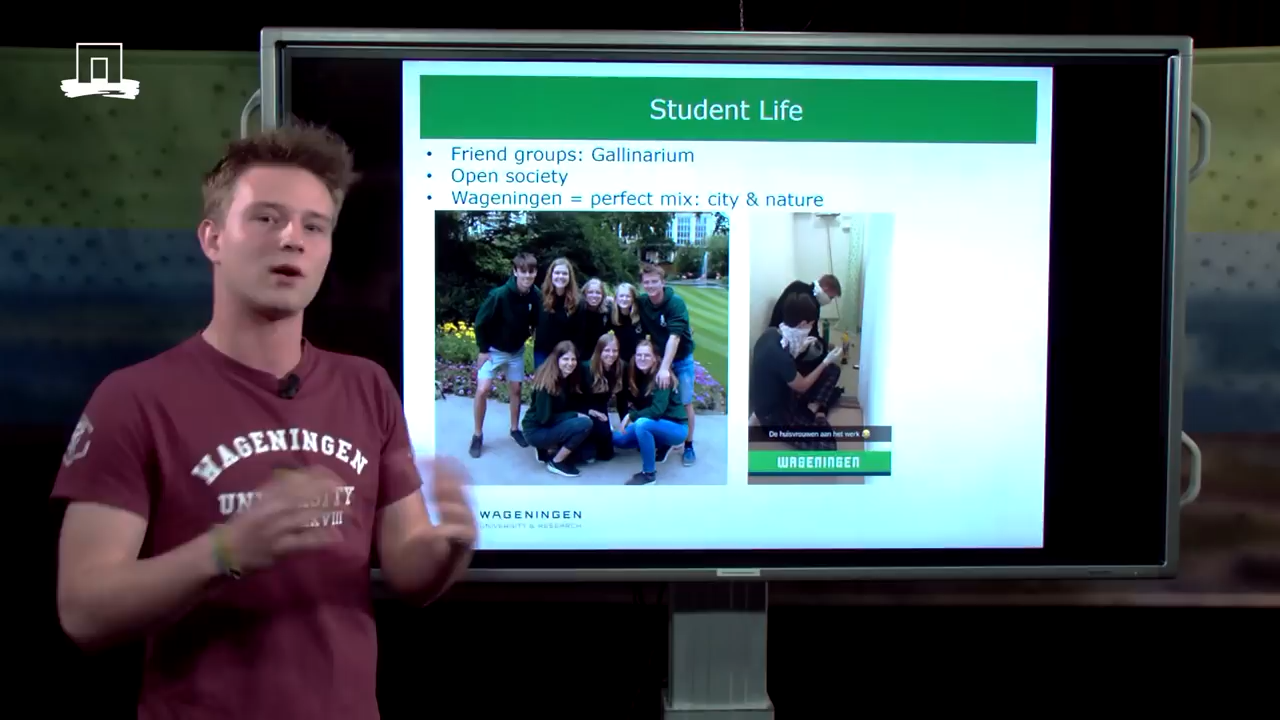 Student Life
• Friend groups: Gallinarium
• Open society
• Wageningen = perfect mix: city & nature
De huisvrouwen aan het werk 😂
WAGENINGEN
WAGENINGEN
UNIVERSITY & RESEARCH
WAGENINGEN
UNIVERSITY
XVIII